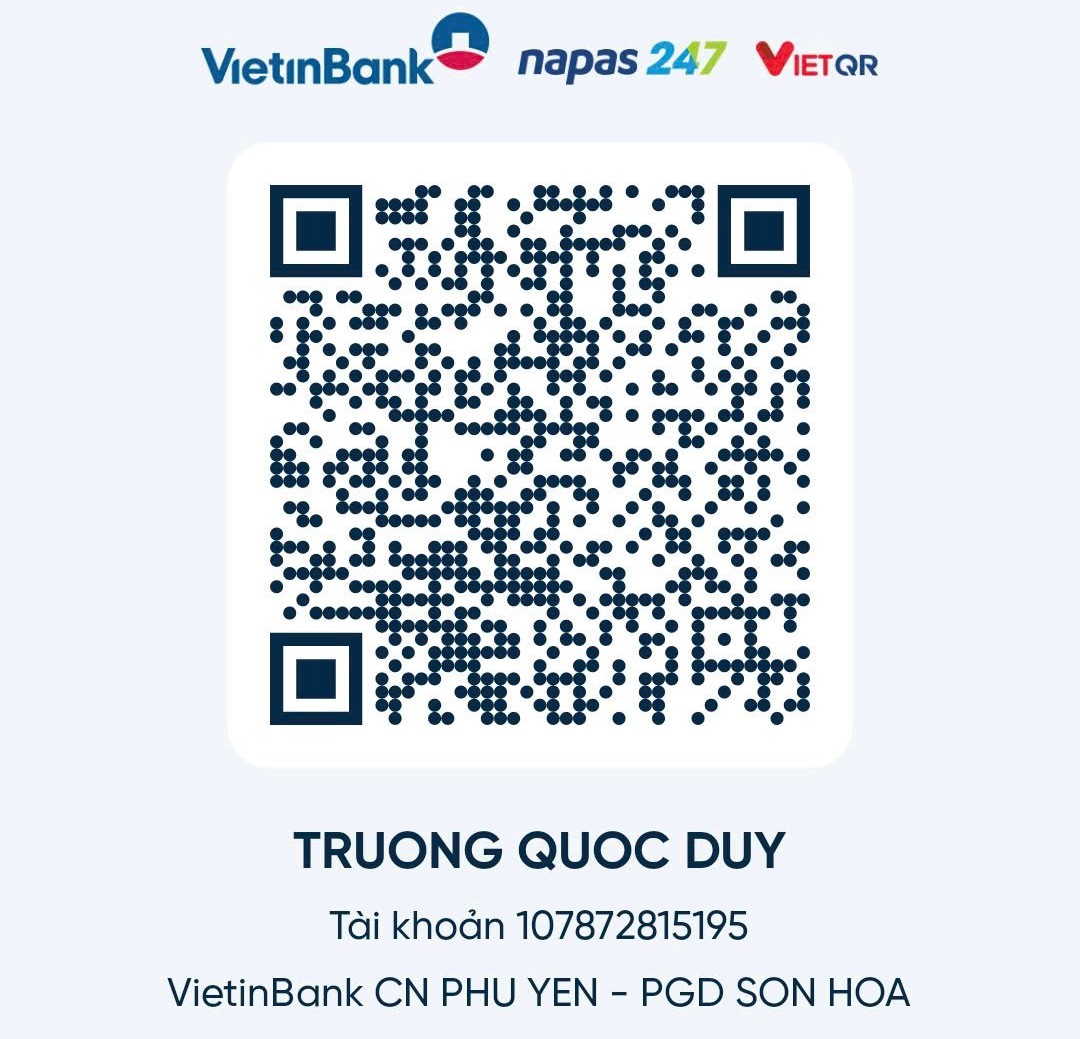 VietinBank napas 247 VIETQR
TRUONG QUOC DUY
Tài khoản 107872815195
VietinBank CN PHU YEN - PGD SON HOA